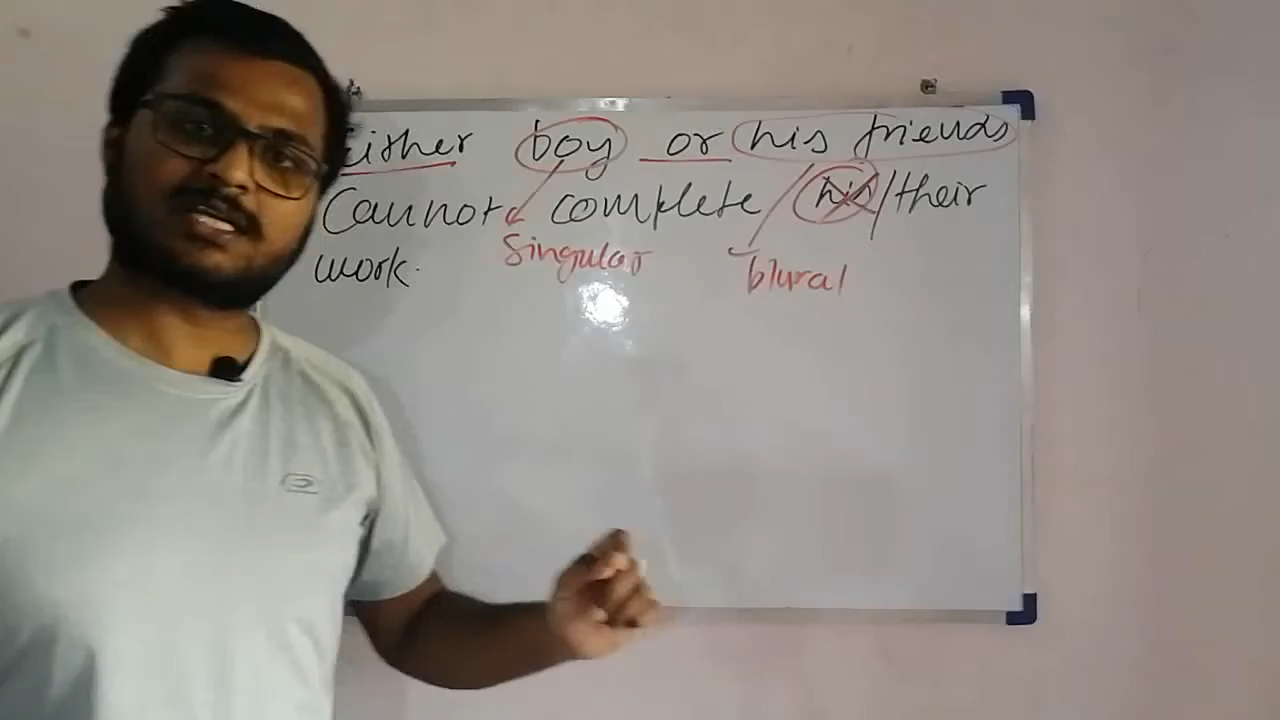 Either boy or his friends
Cannot complete his/their
work.
Singular
plural